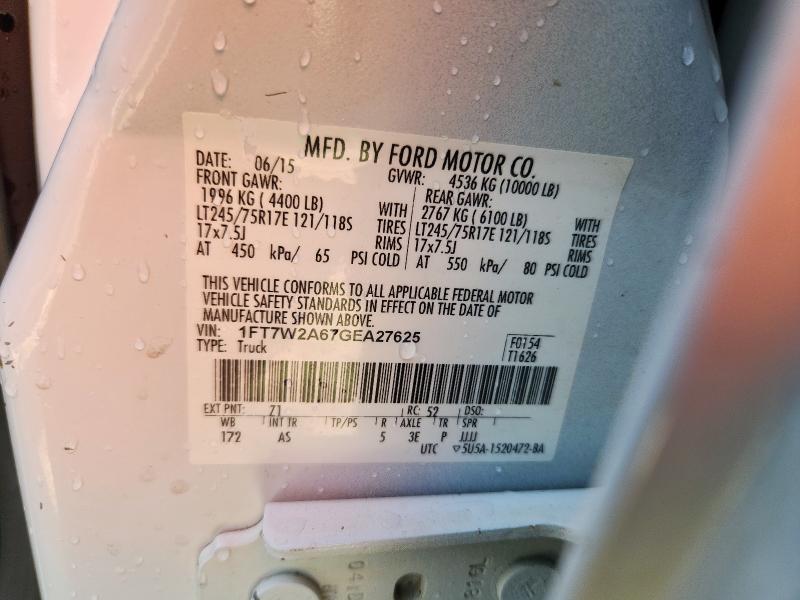 MFD. BY FORD MOTOR CO.
DATE: 06/15 GVWR: 4536 KG (10000 LB)
FRONT GAWR: REAR GAWR:
1996 KG ( 4400 LB) WITH 2767 KG ( 6100 LB) WITH
LT245/75R17E 121/118S TIRES LT245/75R17E 121/118S TIRES
17x7.5J RIMS 17x7.5J RIMS
AT 450 kPa/ 65 PSI COLD AT 550 kPa/ 80 PSI COLD
THIS VEHICLE CONFORMS TO ALL APPLICABLE FEDERAL MOTOR
VEHICLE SAFETY STANDARDS IN EFFECT ON THE DATE OF
MANUFACTURE SHOWN ABOVE.
VIN: 1FT7W2A67GEA27625 F0154
TYPE: Truck T1626
EXT PNT: Z1 RC: 52 DSO:
WB INT TR TP/PS R AXLE TR SPR
172 AS 5 3E P JJJJ
UTC ▽5U5A-1520472-BA